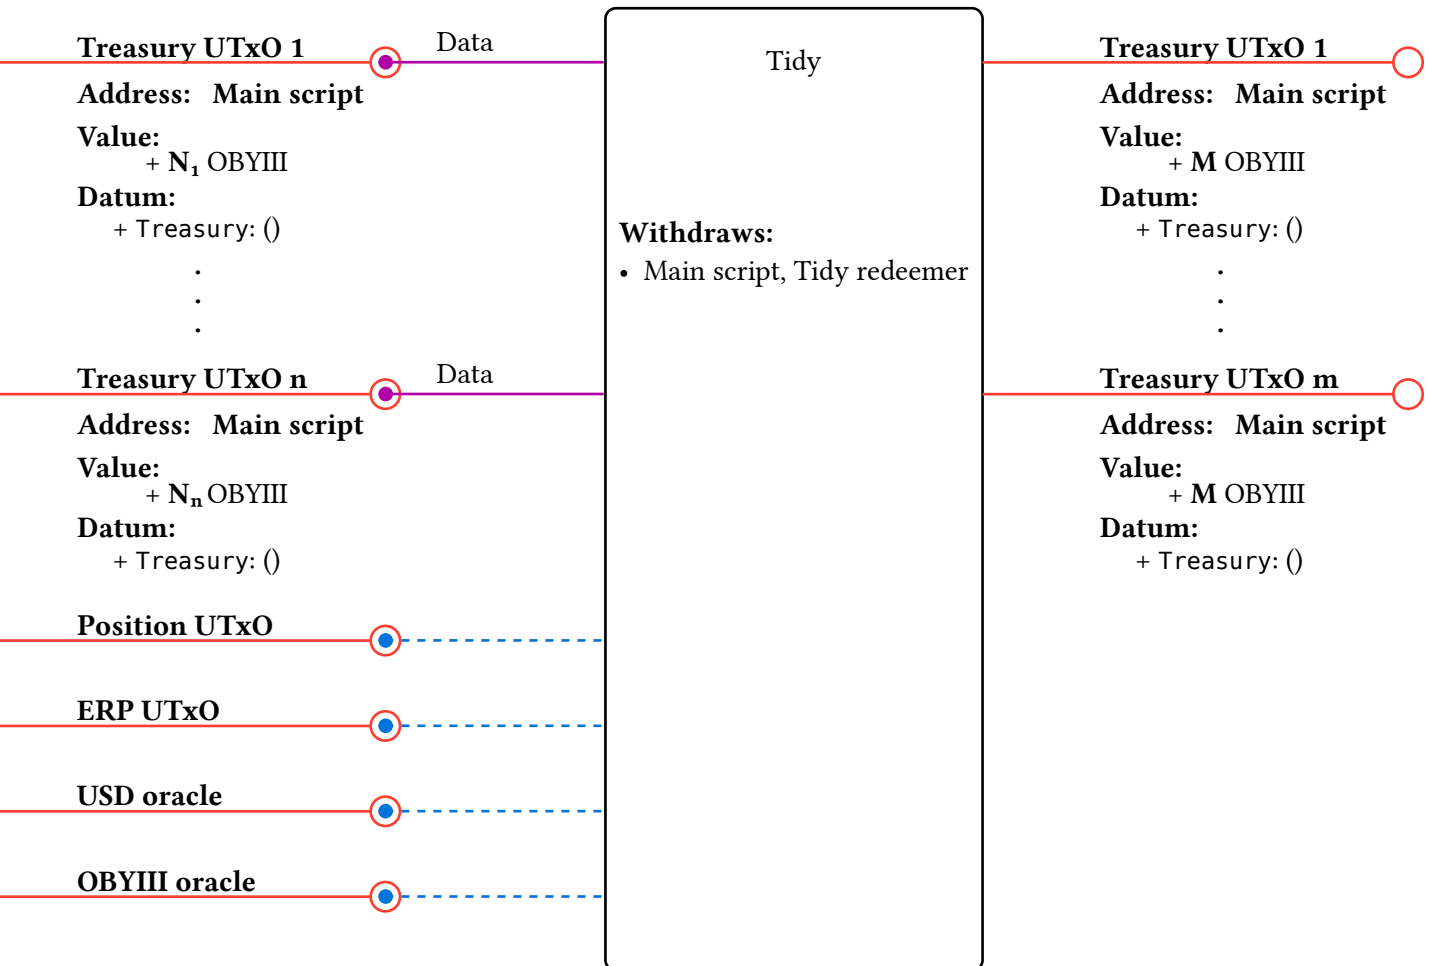 Treasury UTxO 1
Address: Main script
Value:
+ N₁ OBYIII
Datum:
+ Treasury: ()
.
.
.
Treasury UTxO n
Address: Main script
Value:
+ Nₙ OBYIII
Datum:
+ Treasury: ()
Position UTxO
ERP UTxO
USD oracle
OBYIII oracle
Data
Data
Tidy
Withdraws:
• Main script, Tidy redeemer
Treasury UTxO 1
Address: Main script
Value:
+ M OBYIII
Datum:
+ Treasury: ()
.
.
.
Treasury UTxO m
Address: Main script
Value:
+ M OBYIII
Datum:
+ Treasury: ()